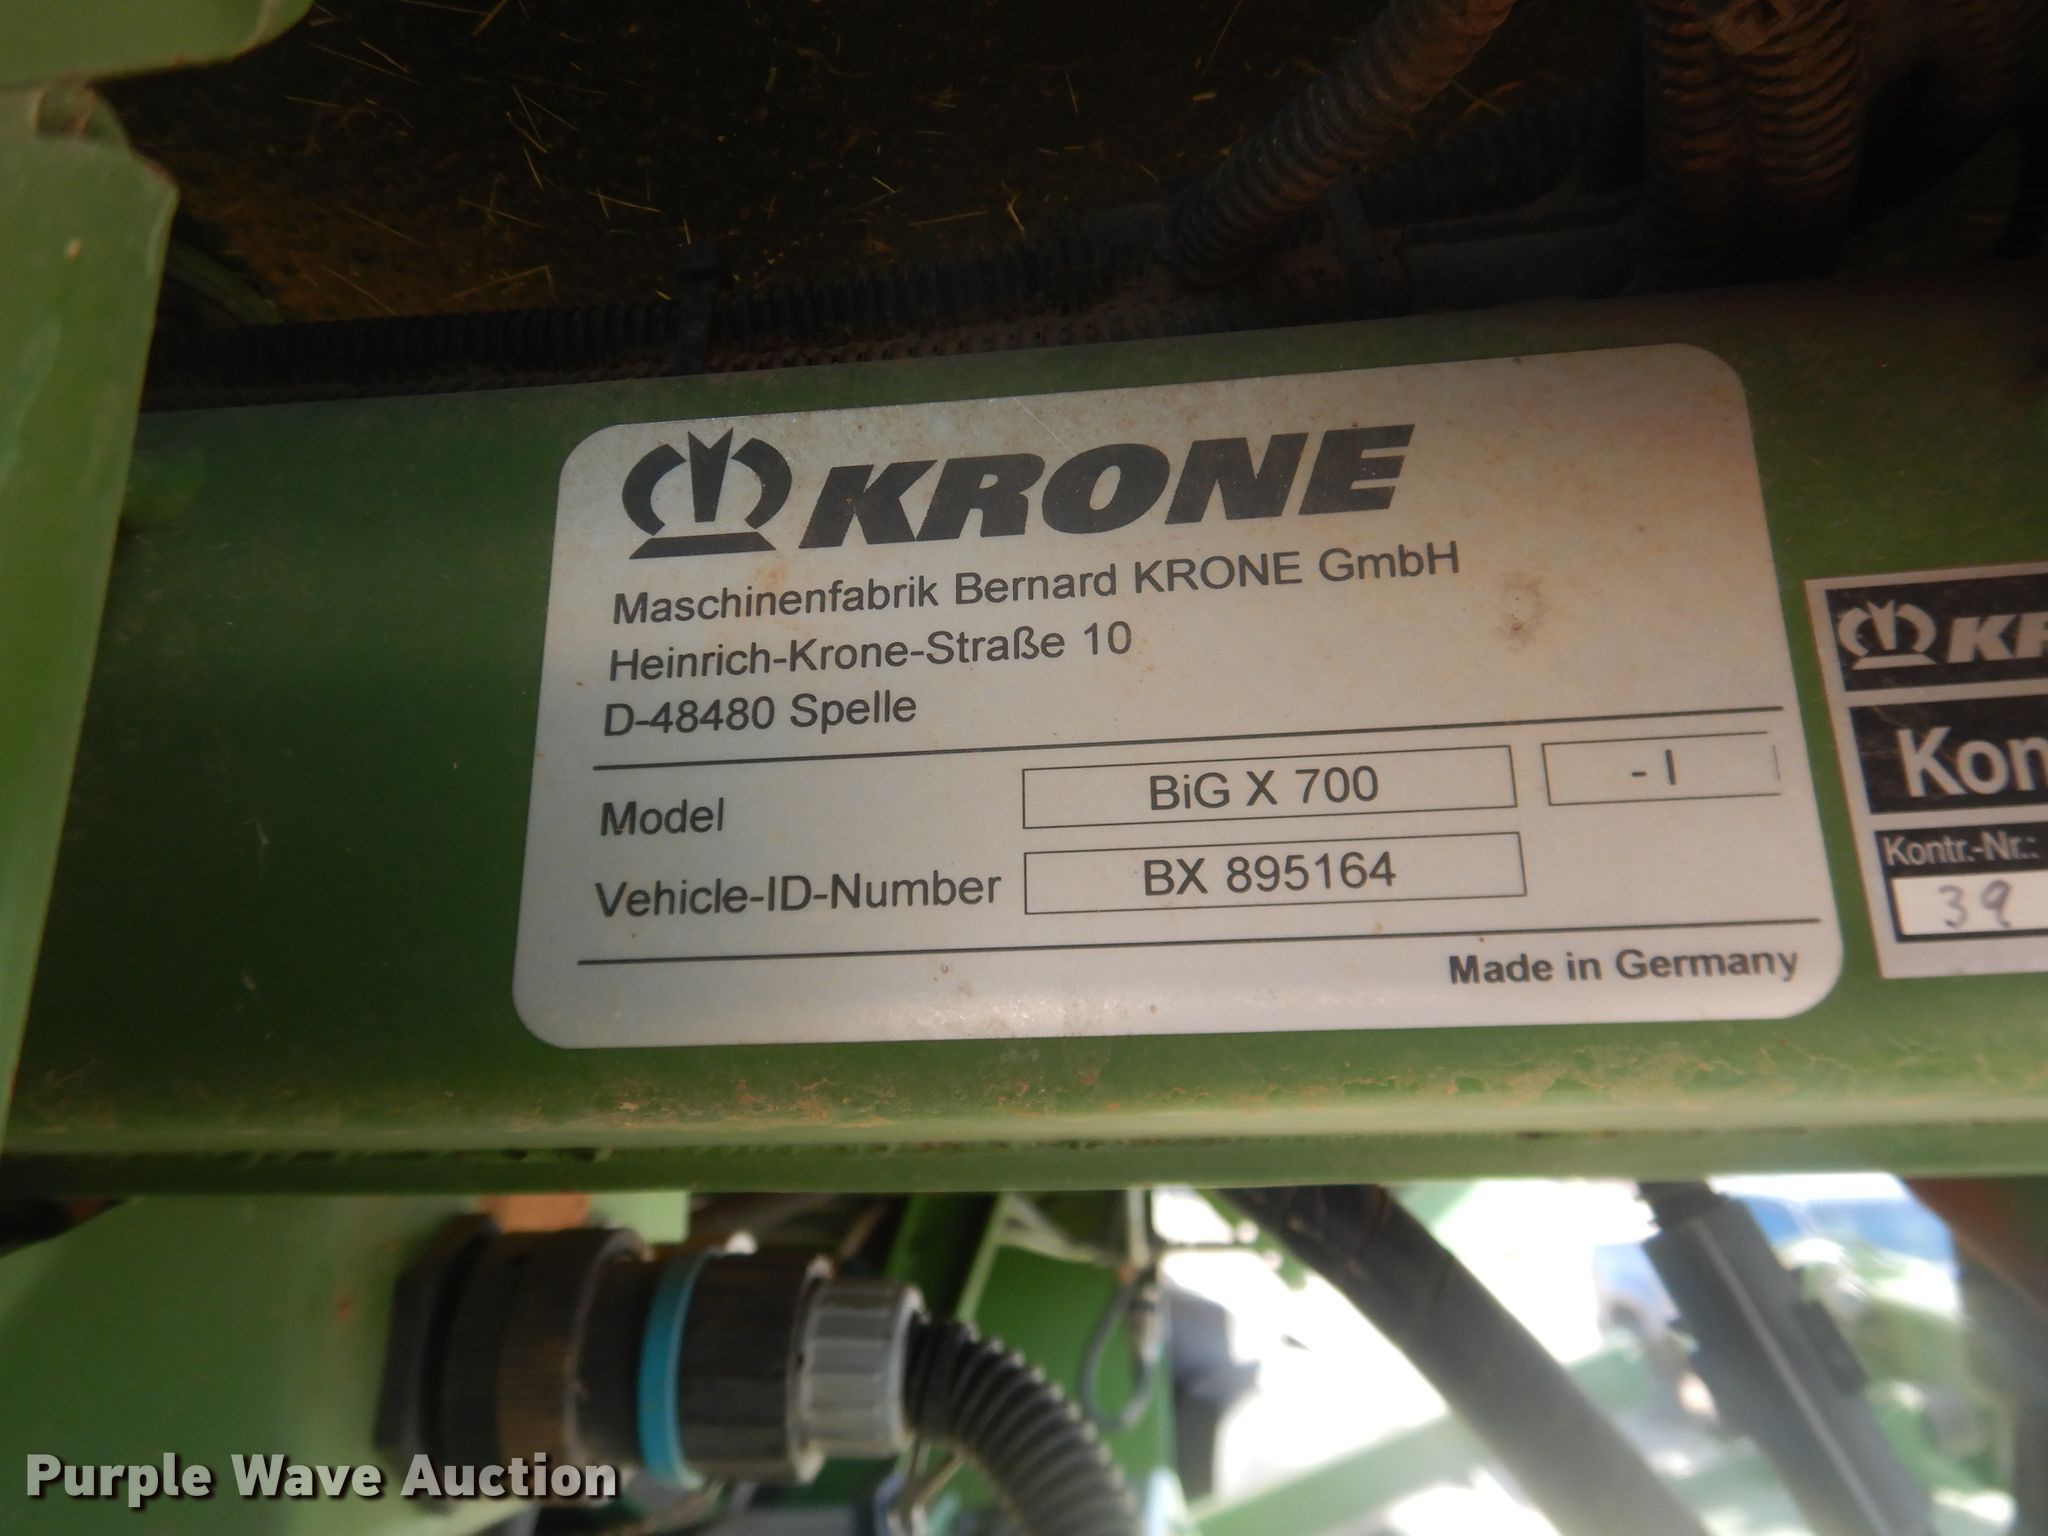 KRONE
Maschinenfabrik Bernard KRONE GmbH
Heinrich-Krone-Straße 10
D-48480 Spelle
Model BiG X 700 - I
Vehicle-ID-Number BX 895164
Made in Germany
Kontr.-Nr.:
39
Purple Wave Auction